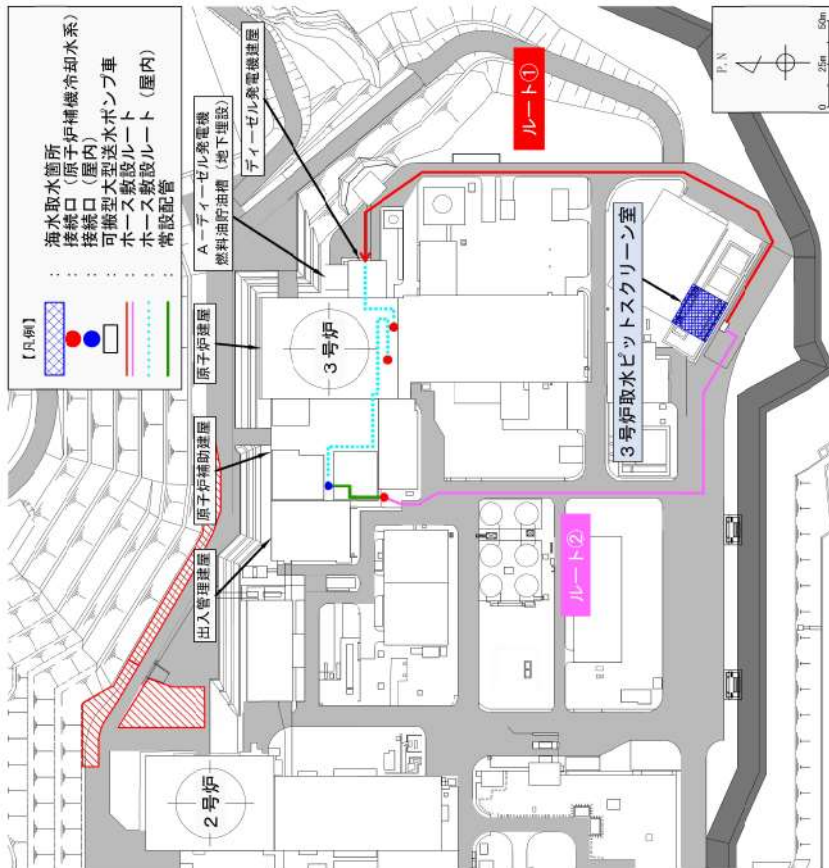 【凡例】
： 海水取水箇所
： 接続口（原子炉補機冷却水系）
： 接続口（屋内）
： 可搬型大型送水ポンプ車
： ホース敷設ルート
： ホース敷設ルート（屋内）
： 常設配管
A－ディーゼル発電機
燃料油貯油槽（地下埋設）
ディーゼル発電機建屋
原子炉建屋
原子炉補助建屋
出入管理建屋
3号炉
2号炉
ルート①
ルート②
3号炉取水ピットスクリーン室
P.N
0 25m 50m